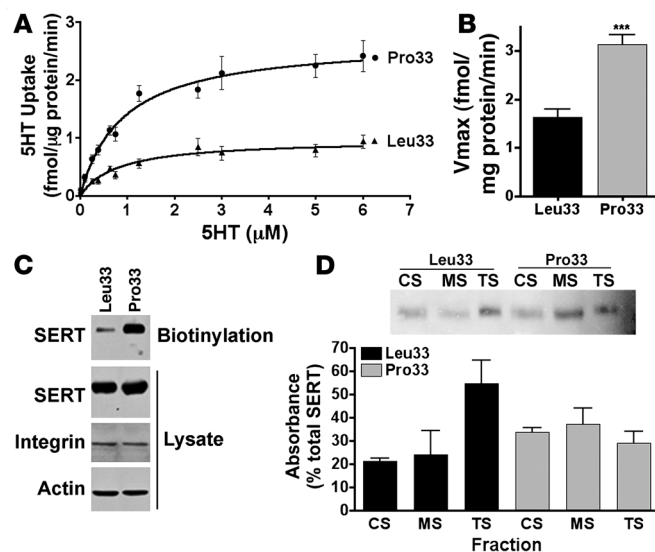 A
5HT Uptake
(fmol/µg protein/min)
3
2
1
0
0 1 2 3 4 5 6 7
5HT (µM)
Pro33
Leu33
B
Vmax (fmol/
mg protein/min)
3
2
1
0
***
Leu33 Pro33
C
Leu33 Pro33
SERT Biotinylation
SERT
Integrin Lysate
Actin
D
Leu33 Pro33
CS MS TS CS MS TS
Absorbance
(% total SERT)
70
60
50
40
30
20
10
0
Leu33
Pro33
CS MS TS CS MS TS
Fraction